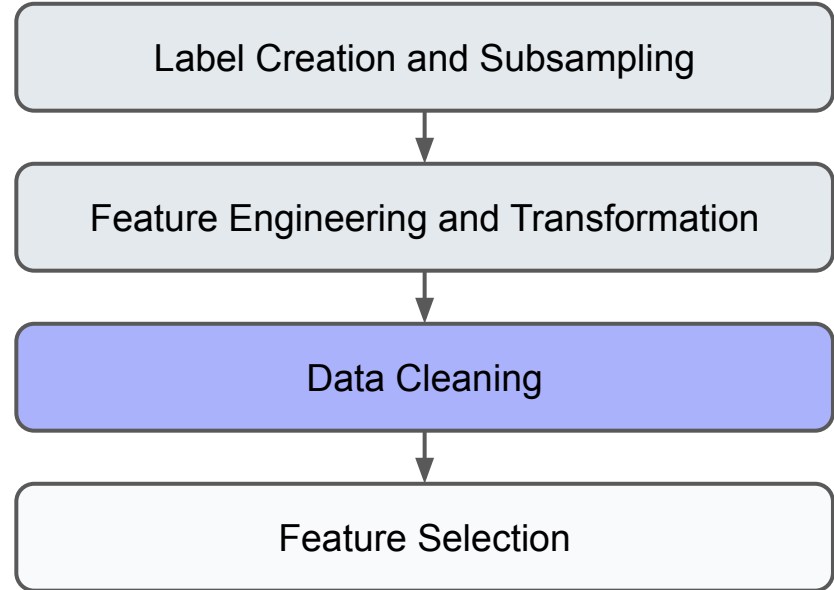 Label Creation and Subsampling
Feature Engineering and Transformation
Data Cleaning
Feature Selection